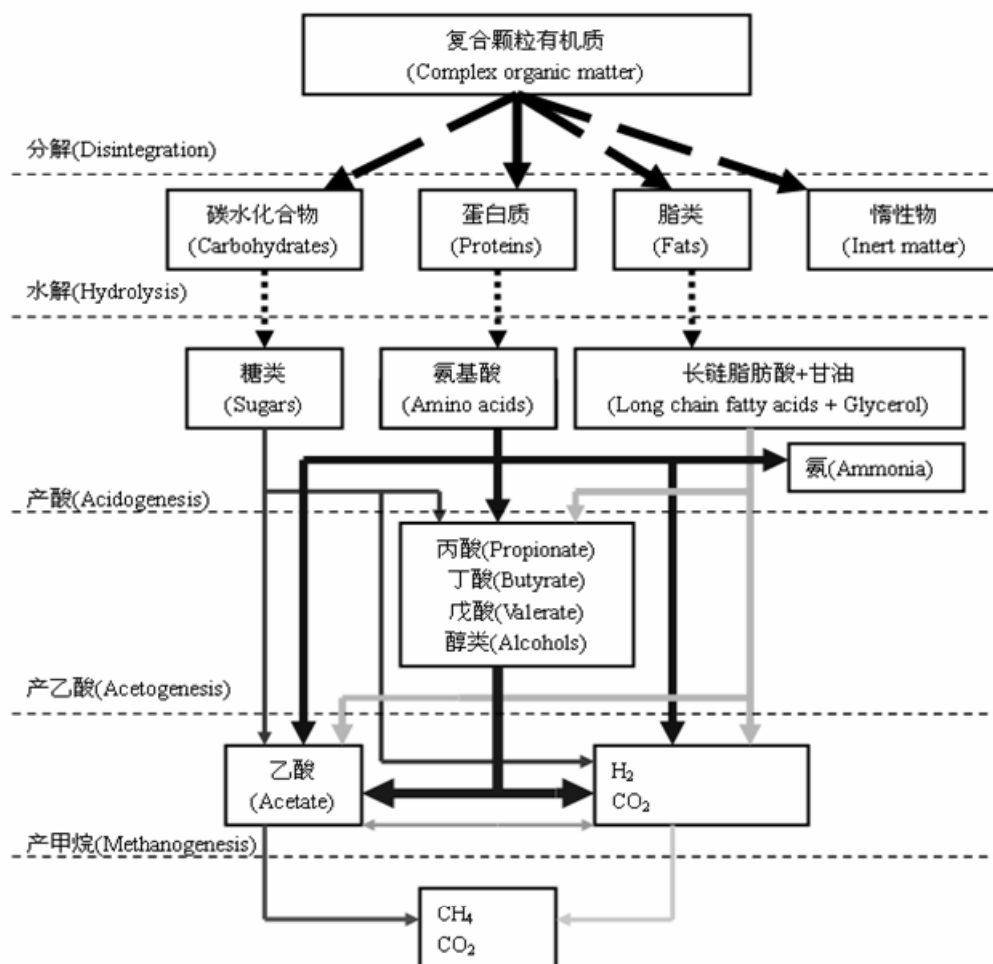 复合颗粒有机质
(Complex organic matter)
分解(Disintegration)
碳水化合物
(Carbohydrates)
蛋白质
(Proteins)
脂类
(Fats)
惰性物
(Inert matter)
水解(Hydrolysis)
糖类
(Sugars)
氨基酸
(Amino acids)
长链脂肪酸+甘油
(Long chain fatty acids + Glycerol)
氨(Ammonia)
产酸(Acidogenesis)
丙酸(Propionate)
丁酸(Butyrate)
戊酸(Valerate)
醇类(Alcohols)
产乙酸(Acetogenesis)
乙酸
(Acetate)
H₂
CO₂
产甲烷(Methanogenesis)
CH₄
CO₂